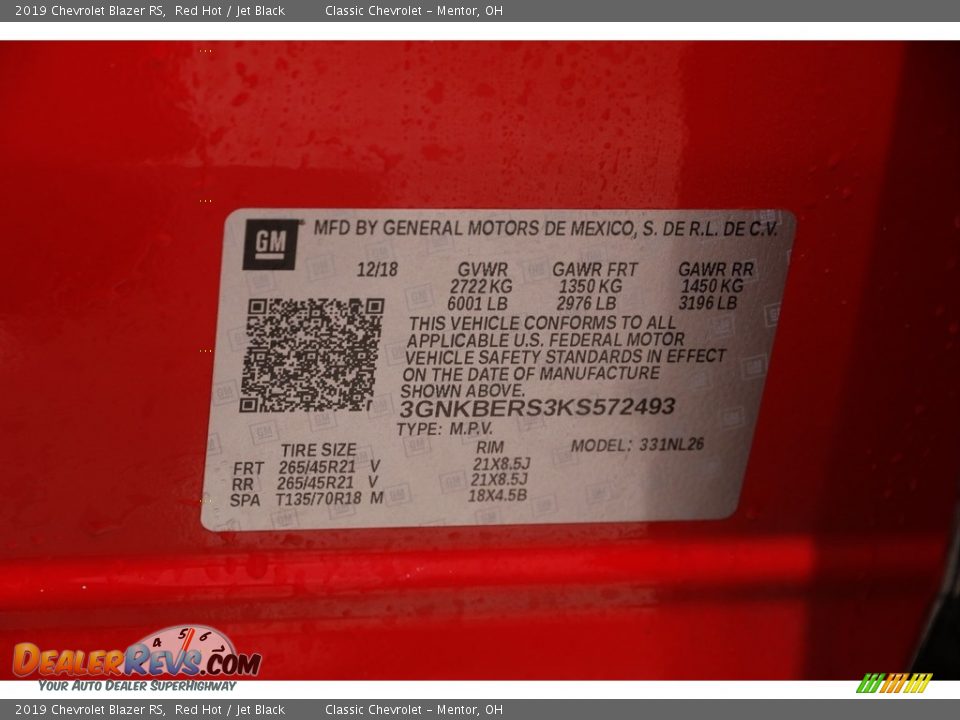 2019 Chevrolet Blazer RS, Red Hot / Jet Black Classic Chevrolet – Mentor, OH
GM MFD BY GENERAL MOTORS DE MEXICO, S. DE R.L. DE C.V.
12/18 GVWR GAWR FRT GAWR RR
2722 KG 1350 KG 1450 KG
6001 LB 2976 LB 3196 LB
THIS VEHICLE CONFORMS TO ALL
APPLICABLE U.S. FEDERAL MOTOR
VEHICLE SAFETY STANDARDS IN EFFECT
ON THE DATE OF MANUFACTURE
SHOWN ABOVE.
3GNKBERS3KS572493
TYPE: M.P.V.
TIRE SIZE RIM MODEL: 331NL26
FRT 265/45R21 V 21X8.5J
RR 265/45R21 V 21X8.5J
SPA T135/70R18 M 18X4.5B
4 5 6
DEALERREVS.COM
YOUR AUTO DEALER SUPERHIGHWAY
2019 Chevrolet Blazer RS, Red Hot / Jet Black Classic Chevrolet – Mentor, OH